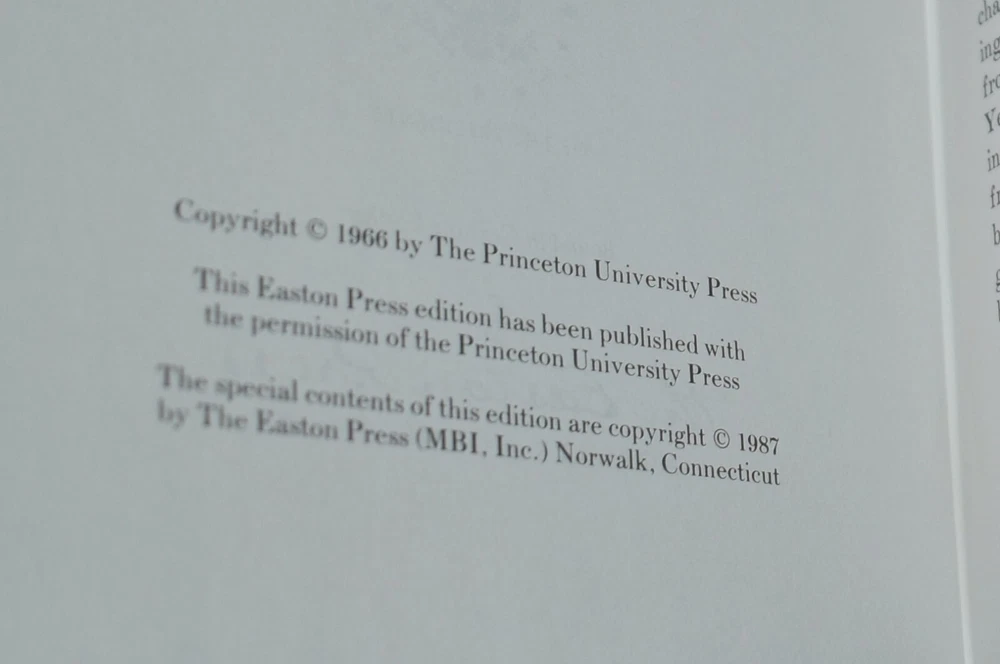 Copyright © 1966 by The Princeton University Press
This Easton Press edition has been published with
the permission of the Princeton University Press
The special contents of this edition are copyright © 1987
by The Easton Press (MBI, Inc.) Norwalk, Connecticut